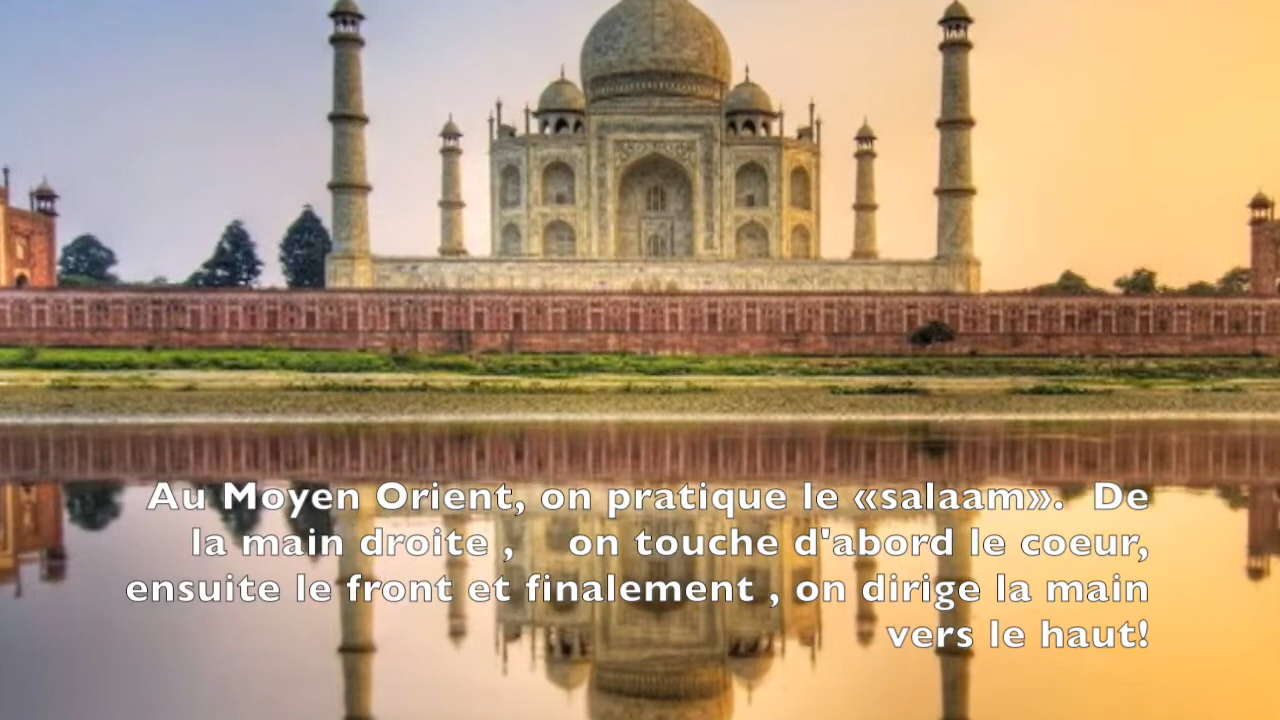 Au Moyen Orient, on pratique le «salaam».  De
la main droite ,    on touche d'abord le coeur,
ensuite le front et finalement , on dirige la main
vers le haut!